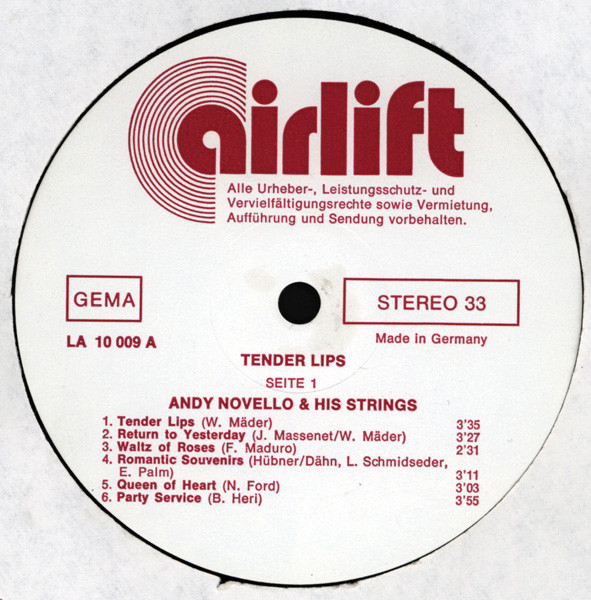 airlift
Alle Urheber-, Leistungsschutz- und
Vervielfältigungsrechte sowie Vermietung,
Aufführung und Sendung vorbehalten.
GEMA
STEREO 33
LA 10 009 A
Made in Germany
TENDER LIPS
SEITE 1
ANDY NOVELLO & HIS STRINGS
1. Tender Lips (W. Mäder) 3'35
2. Return to Yesterday (J. Massenet/W. Mäder) 3'27
3. Waltz of Roses (F. Maduro) 2'31
4. Romantic Souvenirs (Hübner/Dähn, L. Schmidseder,
E. Palm) 3'11
5. Queen of Heart (N. Ford) 3'03
6. Party Service (B. Heri) 3'55